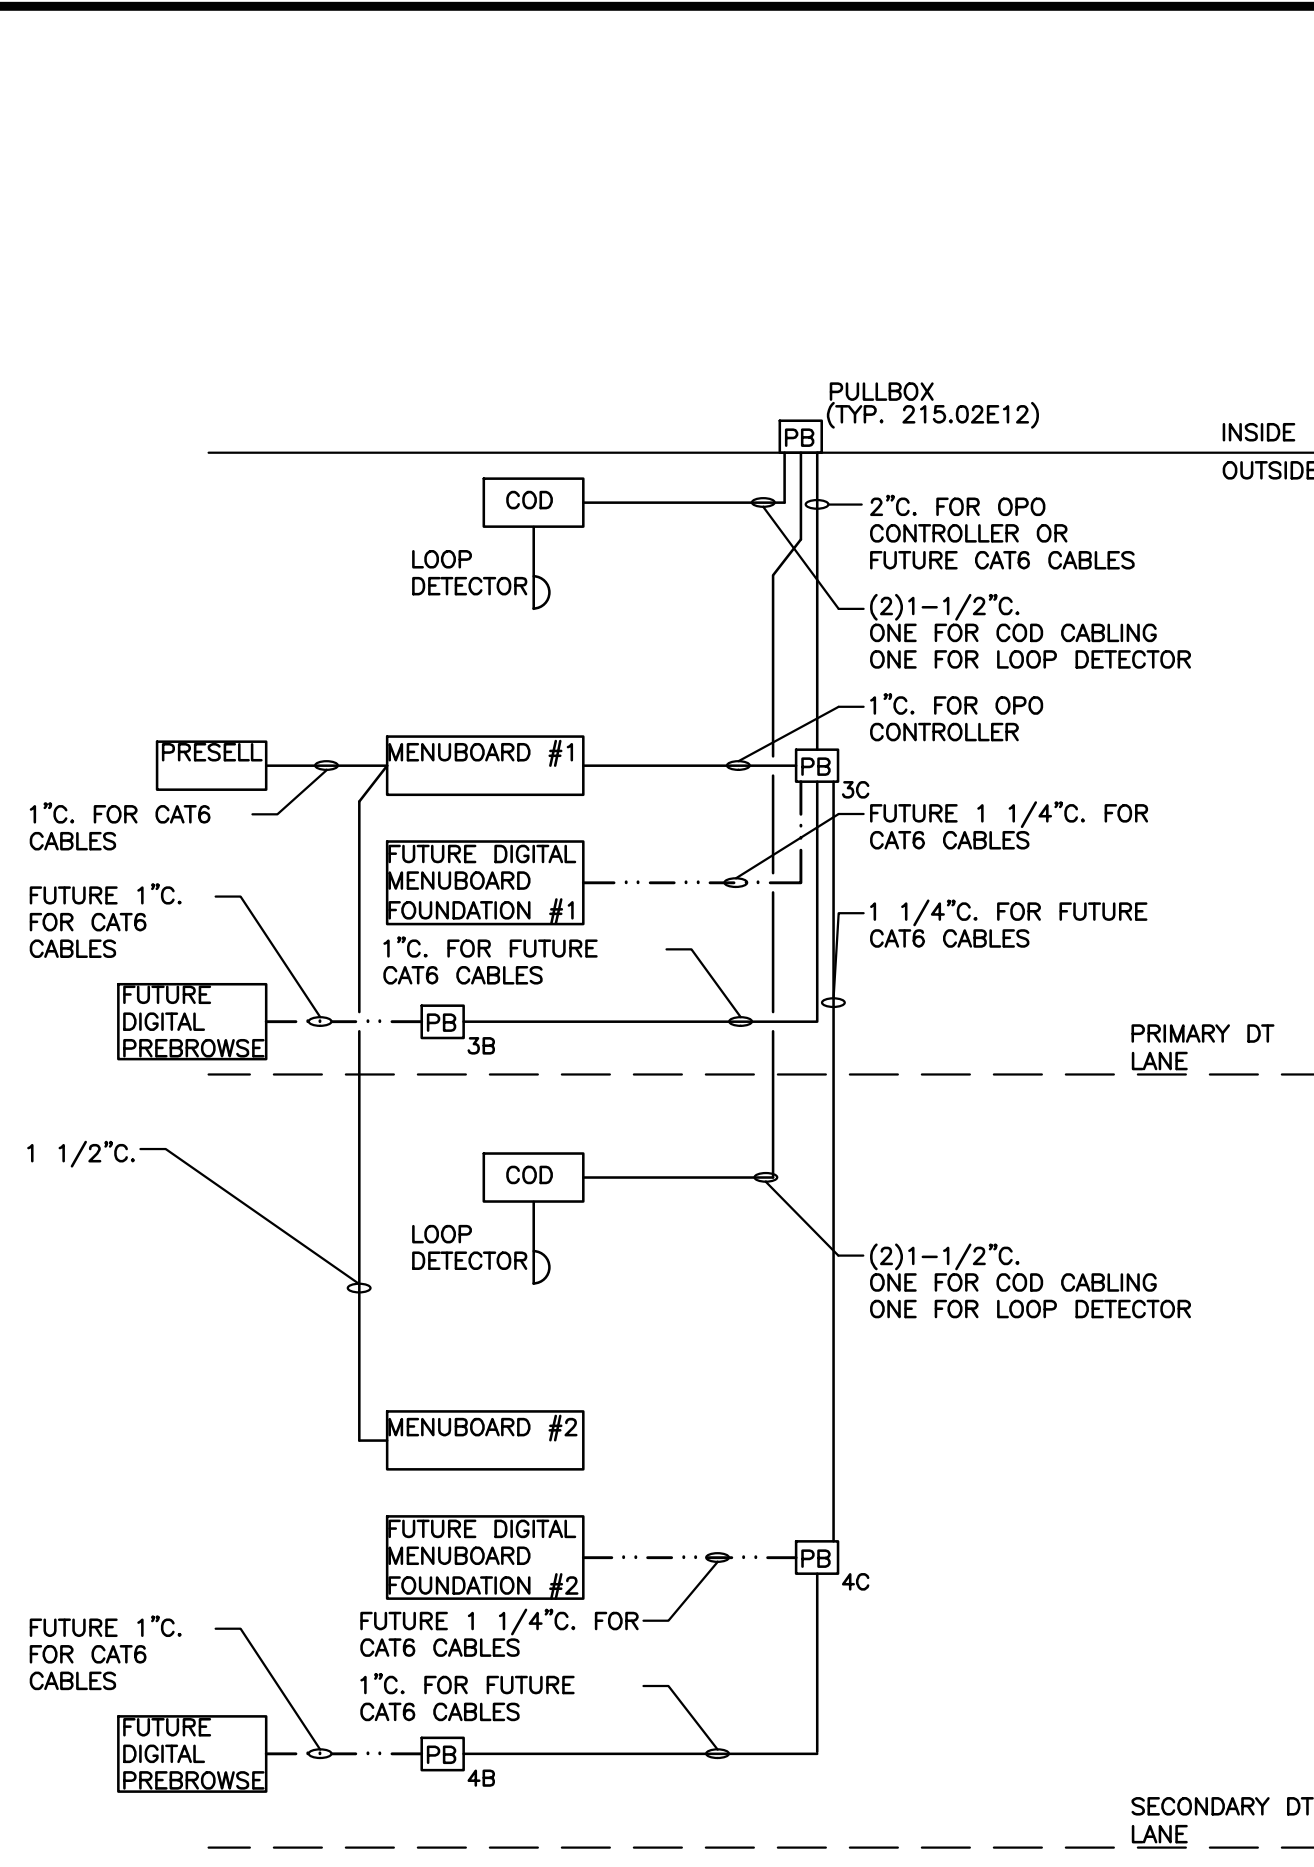 PULLBOX
(TYP. 215.02E12)
PB
INSIDE
OUTSIDE
COD
2"C. FOR OPO
CONTROLLER OR
FUTURE CAT6 CABLES
LOOP
DETECTOR
(2)1-1/2"C.
ONE FOR COD CABLING
ONE FOR LOOP DETECTOR
1"C. FOR OPO
CONTROLLER
PRESELL
MENUBOARD #1
PB
3C
1"C. FOR CAT6
CABLES
FUTURE 1 1/4"C. FOR
CAT6 CABLES
FUTURE DIGITAL
MENUBOARD
FOUNDATION #1
FUTURE 1"C.
FOR CAT6
CABLES
1 1/4"C. FOR FUTURE
CAT6 CABLES
1"C. FOR FUTURE
CAT6 CABLES
FUTURE
DIGITAL
PREBROWSE
PB
3B
PRIMARY DT
LANE
1 1/2"C.
COD
LOOP
DETECTOR
(2)1-1/2"C.
ONE FOR COD CABLING
ONE FOR LOOP DETECTOR
MENUBOARD #2
FUTURE DIGITAL
MENUBOARD
FOUNDATION #2
PB
4C
FUTURE 1 1/4"C. FOR
CAT6 CABLES
FUTURE 1"C.
FOR CAT6
CABLES
1"C. FOR FUTURE
CAT6 CABLES
FUTURE
DIGITAL
PREBROWSE
PB
4B
SECONDARY DT
LANE